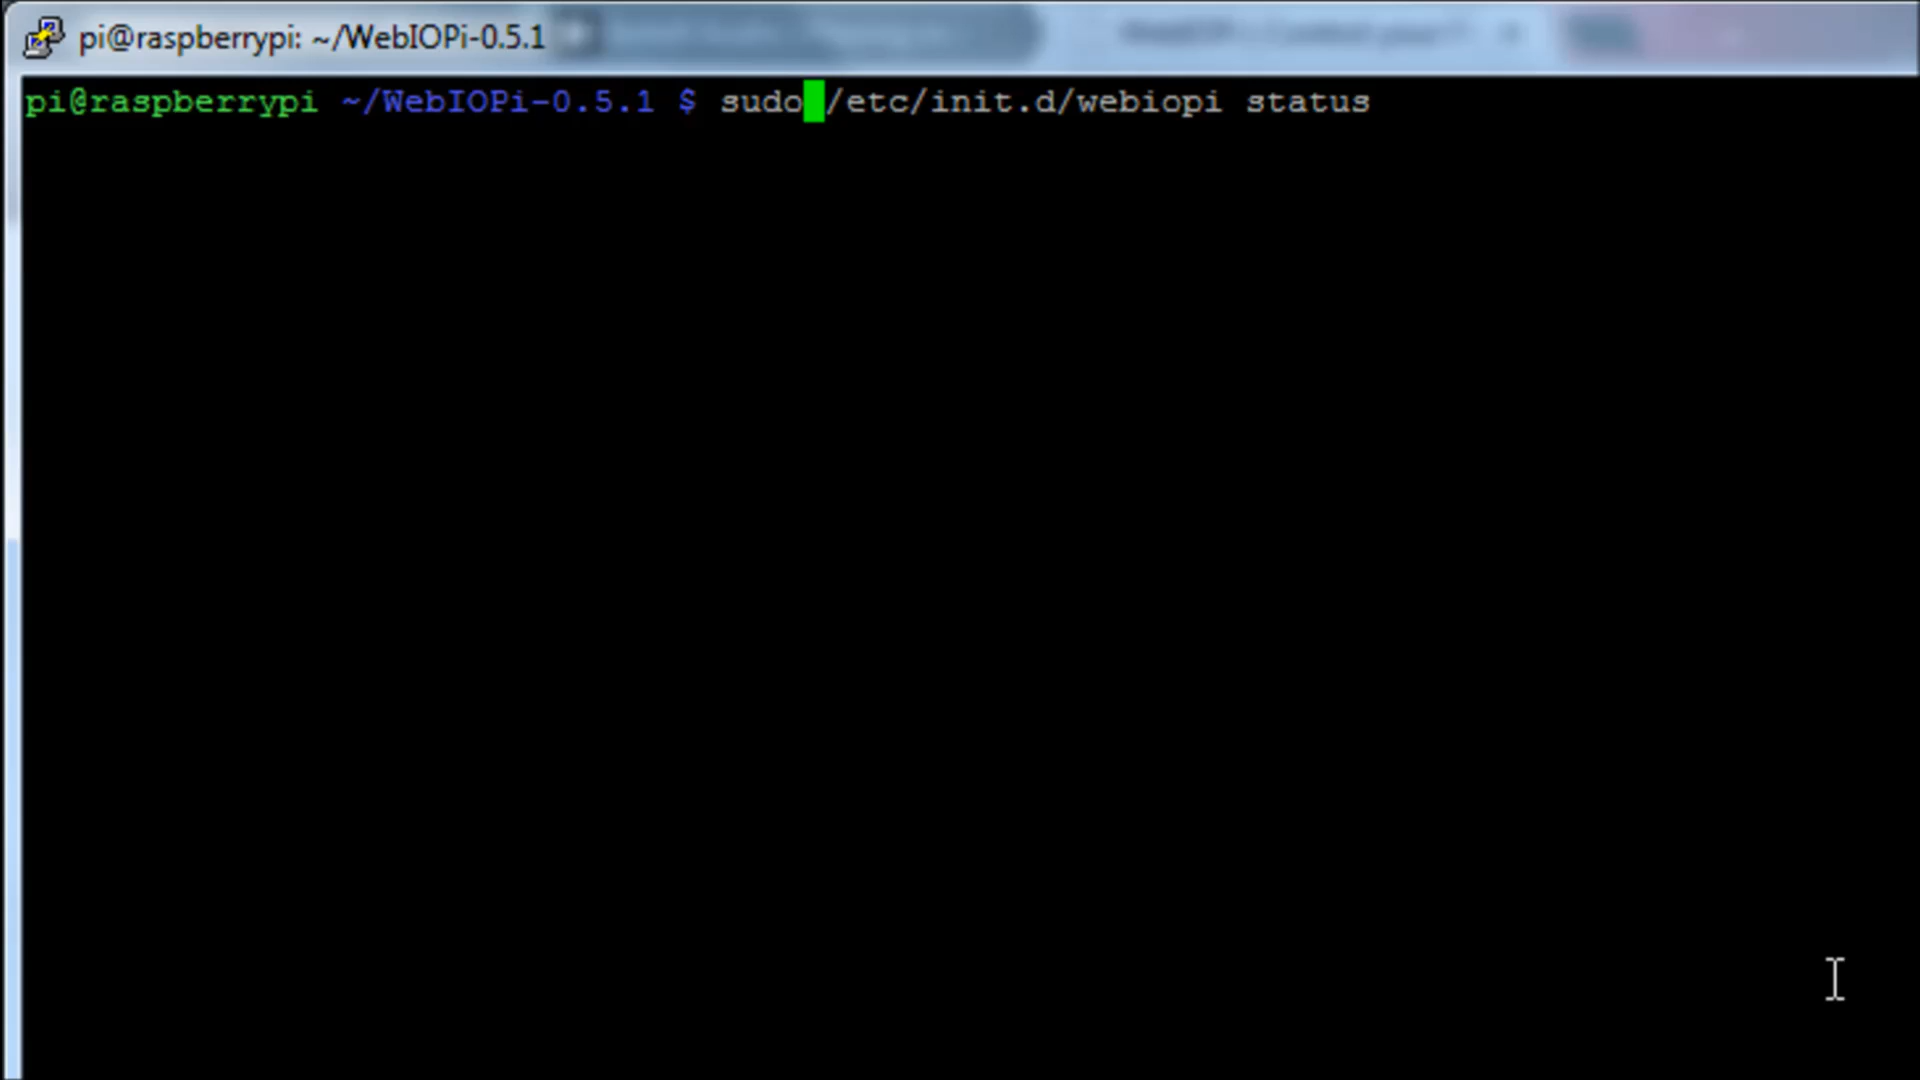 pi@raspberrypi: ~/WebIOPi-0.5.1
pi@raspberrypi ~/WebIOPi-0.5.1 $ sudo /etc/init.d/webiopi status